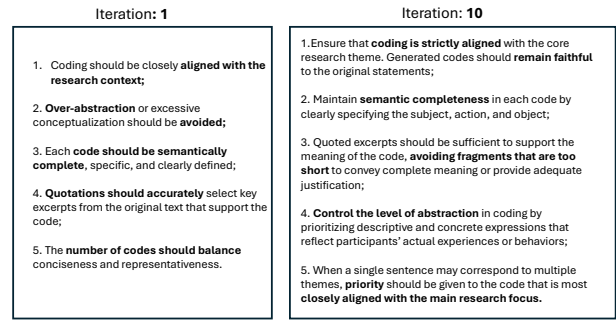 Iteration: 1
1. Coding should be closely aligned with the
research context;
2. Over-abstraction or excessive
conceptualization should be avoided;
3. Each code should be semantically
complete, specific, and clearly defined;
4. Quotations should accurately select key
excerpts from the original text that support the
code;
5. The number of codes should balance
conciseness and representativeness.
Iteration: 10
1.Ensure that coding is strictly aligned with the core
research theme. Generated codes should remain faithful
to the original statements;
2. Maintain semantic completeness in each code by
clearly specifying the subject, action, and object;
3. Quoted excerpts should be sufficient to support the
meaning of the code, avoiding fragments that are too
short to convey complete meaning or provide adequate
justification;
4. Control the level of abstraction in coding by
prioritizing descriptive and concrete expressions that
reflect participants' actual experiences or behaviors;
5. When a single sentence may correspond to multiple
themes, priority should be given to the code that is most
closely aligned with the main research focus.